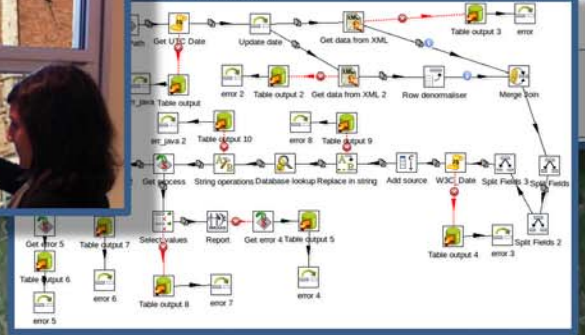 Get UTC Date
Update date
Get data from XML
Table output 3
error
Table output
error 2
Table output 2
Get data from XML 2
Row denormaliser
Merge Join
err_java 2
Table output 10
error 8
Table output 9
Get process
String operations
Database lookup
Replace in string
Add source
W3C_Date
Split Fields 3
Split Fields
Get error 5
Table output 7
Select values
Report
Get error 4
Table output 5
Table output 4
error 3
Split Fields 2
Table output 6
error 6
Table output 8
error 7
error 4
error 5